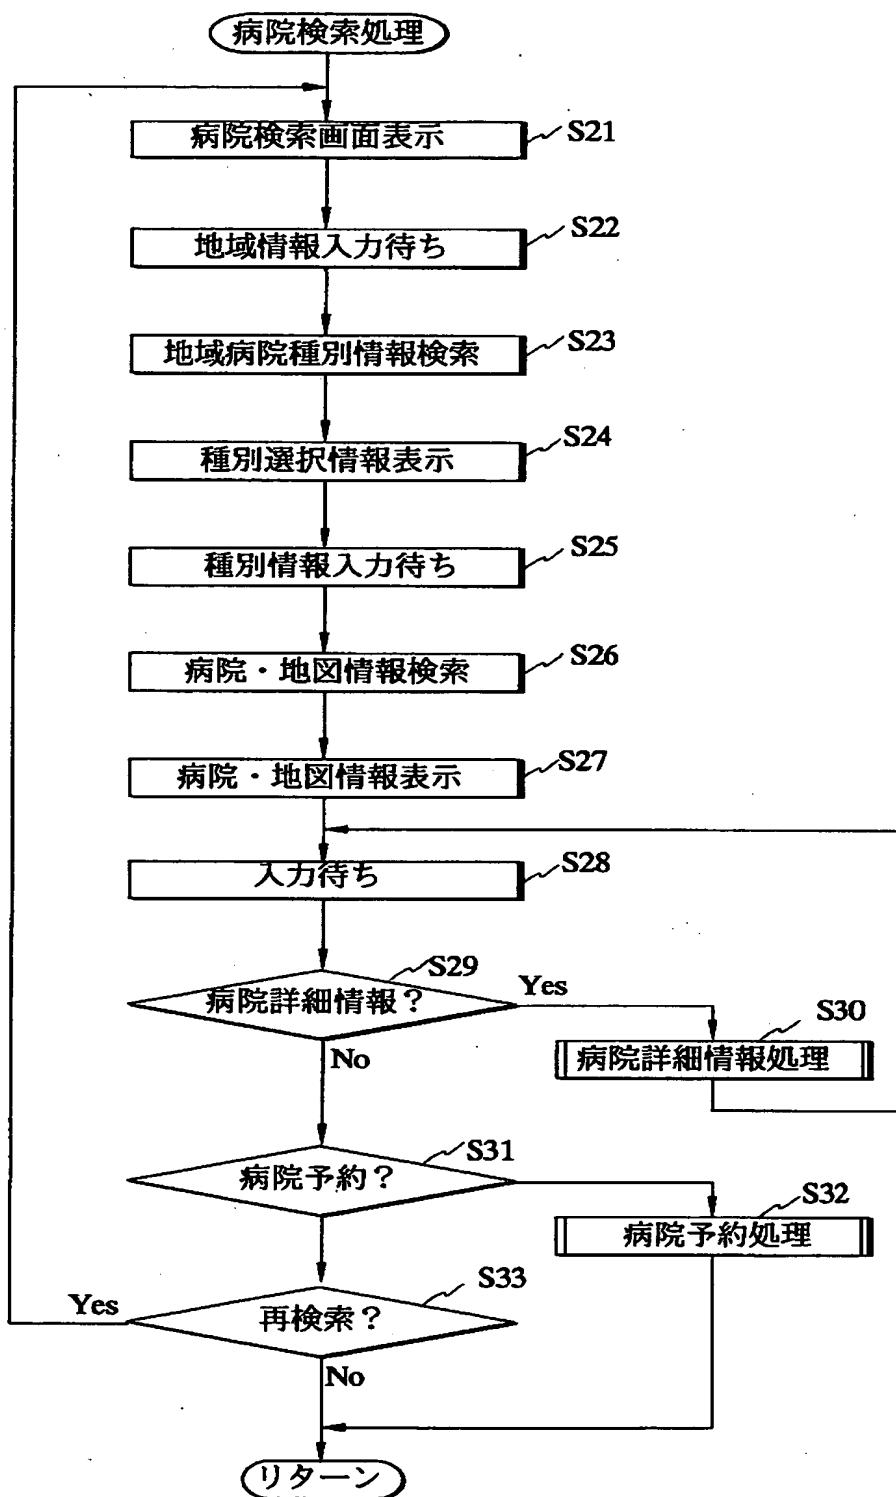 病院検索処理
病院検索画面表示
S21
地域情報入力待ち
S22
地域病院種別情報検索
S23
種別選択情報表示
S24
種別情報入力待ち
S25
病院・地図情報検索
S26
病院・地図情報表示
S27
入力待ち
S28
病院詳細情報?
S29
Yes
No
病院詳細情報処理
S30
病院予約?
S31
病院予約処理
S32
再検索?
S33
Yes
No
リターン